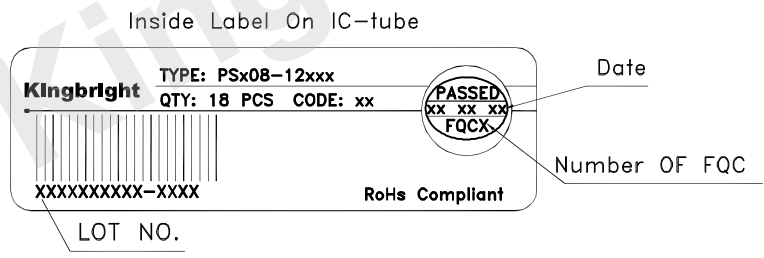 Inside Label On IC-tube
Kingbright
TYPE: PSx08-12xxx
QTY: 18 PCS CODE: xx
PASSED
xx xx xx
FQCX
Date
Number OF FQC
XXXXXXXXXX-XXXX
RoHs Compliant
LOT NO.
King